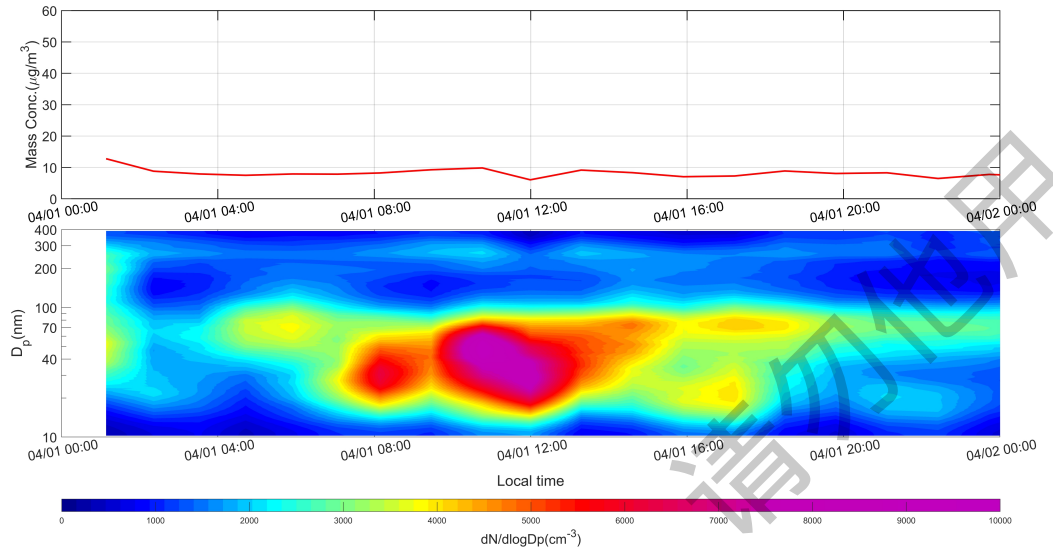 60
50
40
30
20
10
0
Mass Conc.(μg/m³)
04/01 00:00 04/01 04:00 04/01 08:00 04/01 12:00 04/01 16:00 04/01 20:00 04/02 00:00
400
300
200
100
70
40
10
Dₚ(nm)
04/01 00:00 04/01 04:00 04/01 08:00 04/01 12:00 04/01 16:00 04/01 20:00 04/02 00:00
Local time
0 1000 2000 3000 4000 5000 6000 7000 8000 9000 10000
dN/dlogDp(cm⁻³)
请勿他用